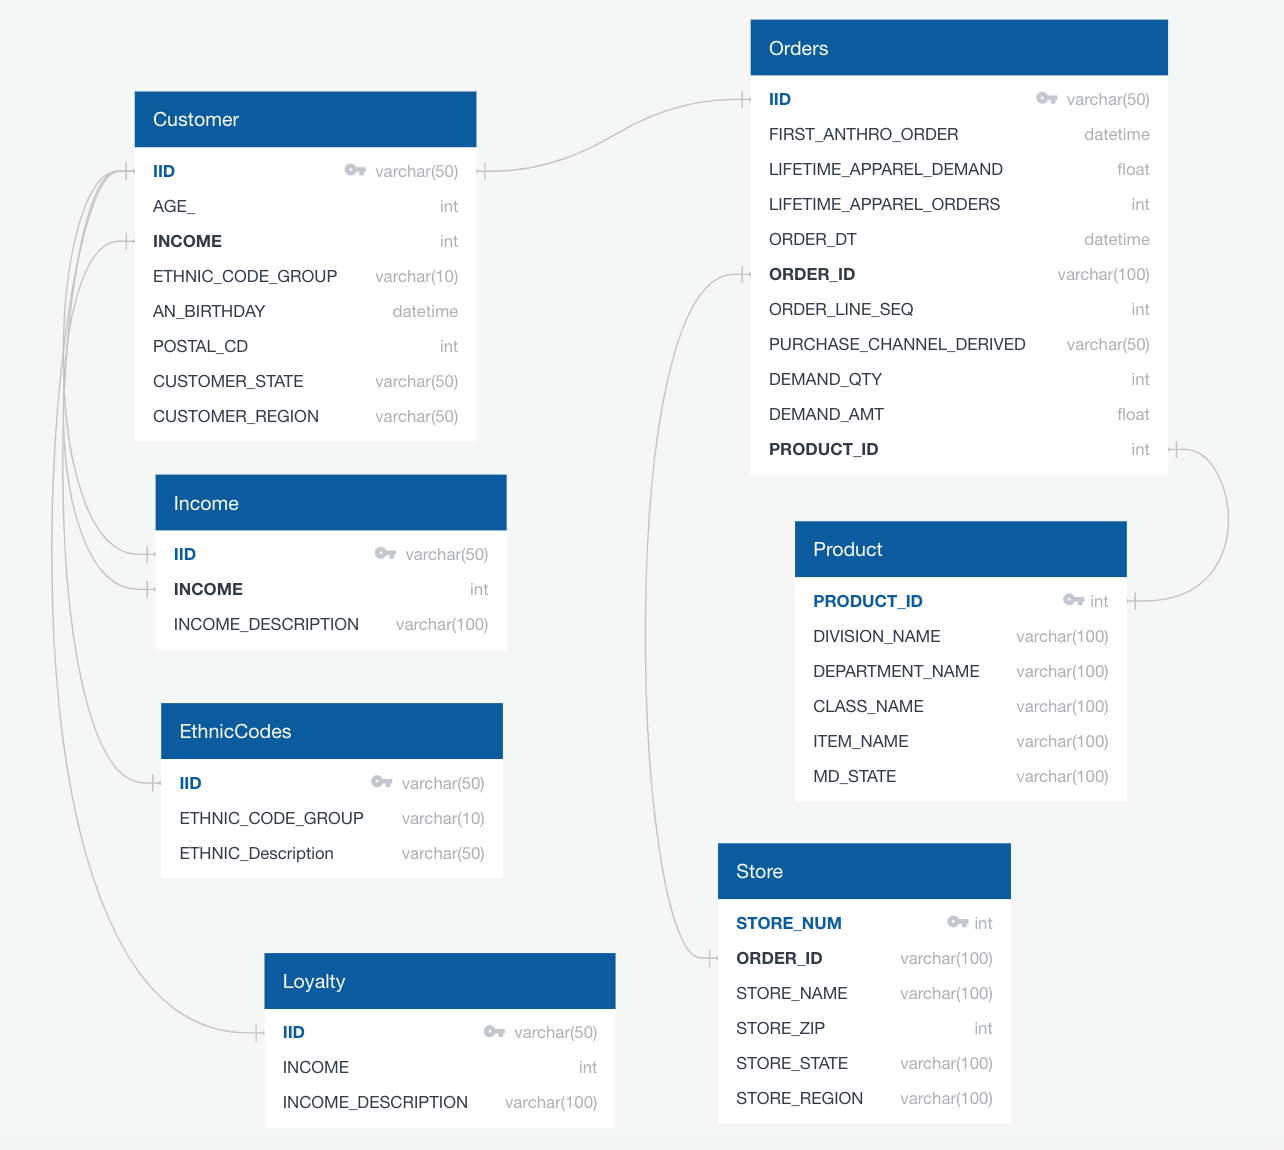 Customer
IID varchar(50)
AGE_ int
INCOME int
ETHNIC_CODE_GROUP varchar(10)
AN_BIRTHDAY datetime
POSTAL_CD int
CUSTOMER_STATE varchar(50)
CUSTOMER_REGION varchar(50)
Income
IID varchar(50)
INCOME int
INCOME_DESCRIPTION varchar(100)
EthnicCodes
IID varchar(50)
ETHNIC_CODE_GROUP varchar(10)
ETHNIC_Description varchar(50)
Loyalty
IID varchar(50)
INCOME int
INCOME_DESCRIPTION varchar(100)
Orders
IID varchar(50)
FIRST_ANTHRO_ORDER datetime
LIFETIME_APPAREL_DEMAND float
LIFETIME_APPAREL_ORDERS int
ORDER_DT datetime
ORDER_ID varchar(100)
ORDER_LINE_SEQ int
PURCHASE_CHANNEL_DERIVED varchar(50)
DEMAND_QTY int
DEMAND_AMT float
PRODUCT_ID int
Product
PRODUCT_ID int
DIVISION_NAME varchar(100)
DEPARTMENT_NAME varchar(100)
CLASS_NAME varchar(100)
ITEM_NAME varchar(100)
MD_STATE varchar(100)
Store
STORE_NUM int
ORDER_ID varchar(100)
STORE_NAME varchar(100)
STORE_ZIP int
STORE_STATE varchar(100)
STORE_REGION varchar(100)